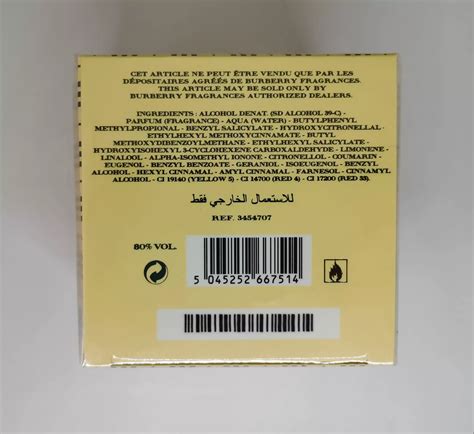 CET ARTICLE NE PEUT ÊTRE VENDU QUE PAR LES
DÉPOSITAIRES AGRÉÉS DE BURBERRY FRAGRANCES.
THIS ARTICLE MAY BE SOLD ONLY BY
BURBERRY FRAGRANCES AUTHORIZED DEALERS.
INGREDIENTS: ALCOHOL DENAT. (SD ALCOHOL 39-C) -
PARFUM (FRAGRANCE) - AQUA (WATER) - BUTYLPHENYL
METHYLPROPIONAL - BENZYL SALICYLATE - HYDROXYCITRONELLAL -
ETHYLHEXYL METHOXYCINNAMATE - BUTYL
METHOXYDIBENZOYLMETHANE - ETHYLHEXYL SALICYLATE -
HYDROXYISOHEXYL 3-CYCLOHEXENE CARBOXALDEHYDE - LIMONENE -
LINALOOL - ALPHA-ISOMETHYL IONONE - CITRONELLOL - COUMARIN -
EUGENOL - BENZYL BENZOATE - GERANIOL - ISOEUGENOL - BENZYL
ALCOHOL - HEXYL CINNAMAL - AMYL CINNAMAL - FARNESOL - CINNAMYL
ALCOHOL - CI 19140 (YELLOW 5) - CI 14700 (RED 4) - CI 17200 (RED 33).
للاستعمال الخارجي فقط
REF. 3454707
80% VOL.
5 045252 667514